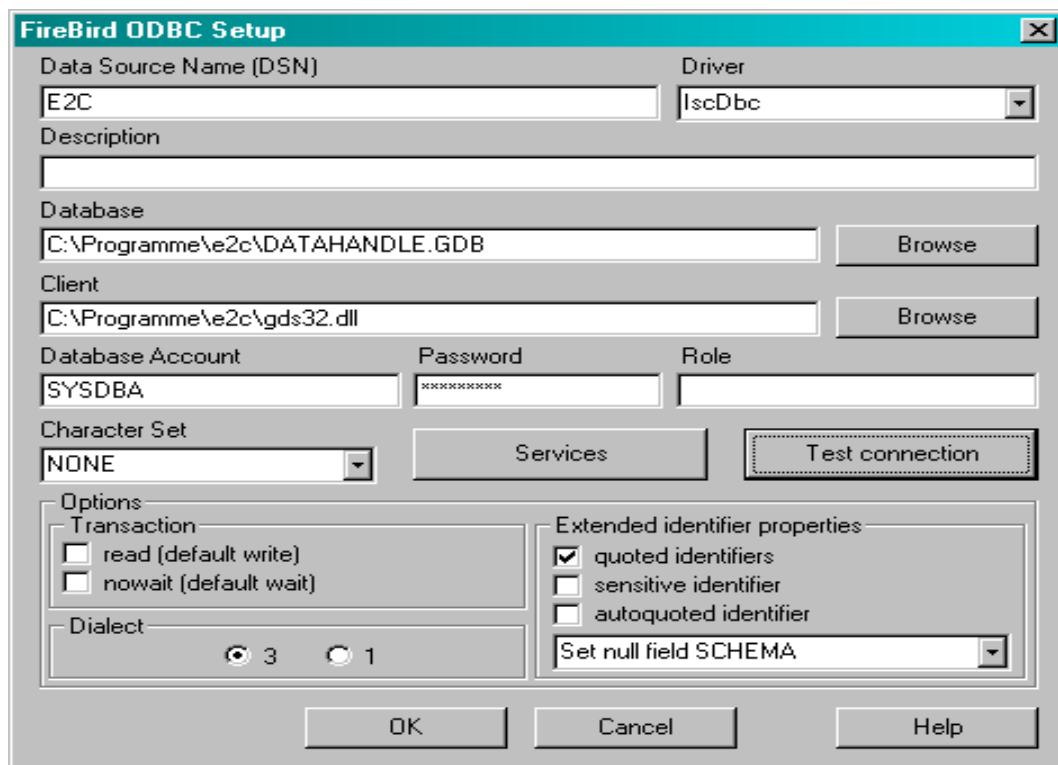 FireBird ODBC Setup
Data Source Name (DSN) Driver
E2C IscDbc
Description
Database
C:\Programme\e2c\DATAHANDLE.GDB Browse
Client
C:\Programme\e2c\gds32.dll Browse
Database Account Password Role
SYSDBA *********
Character Set
NONE Services Test connection
Options
Transaction Extended identifier properties
read (default write) quoted identifiers
nowait (default wait) sensitive identifier
autoquoted identifier
Dialect
3 1 Set null field SCHEMA
OK Cancel Help